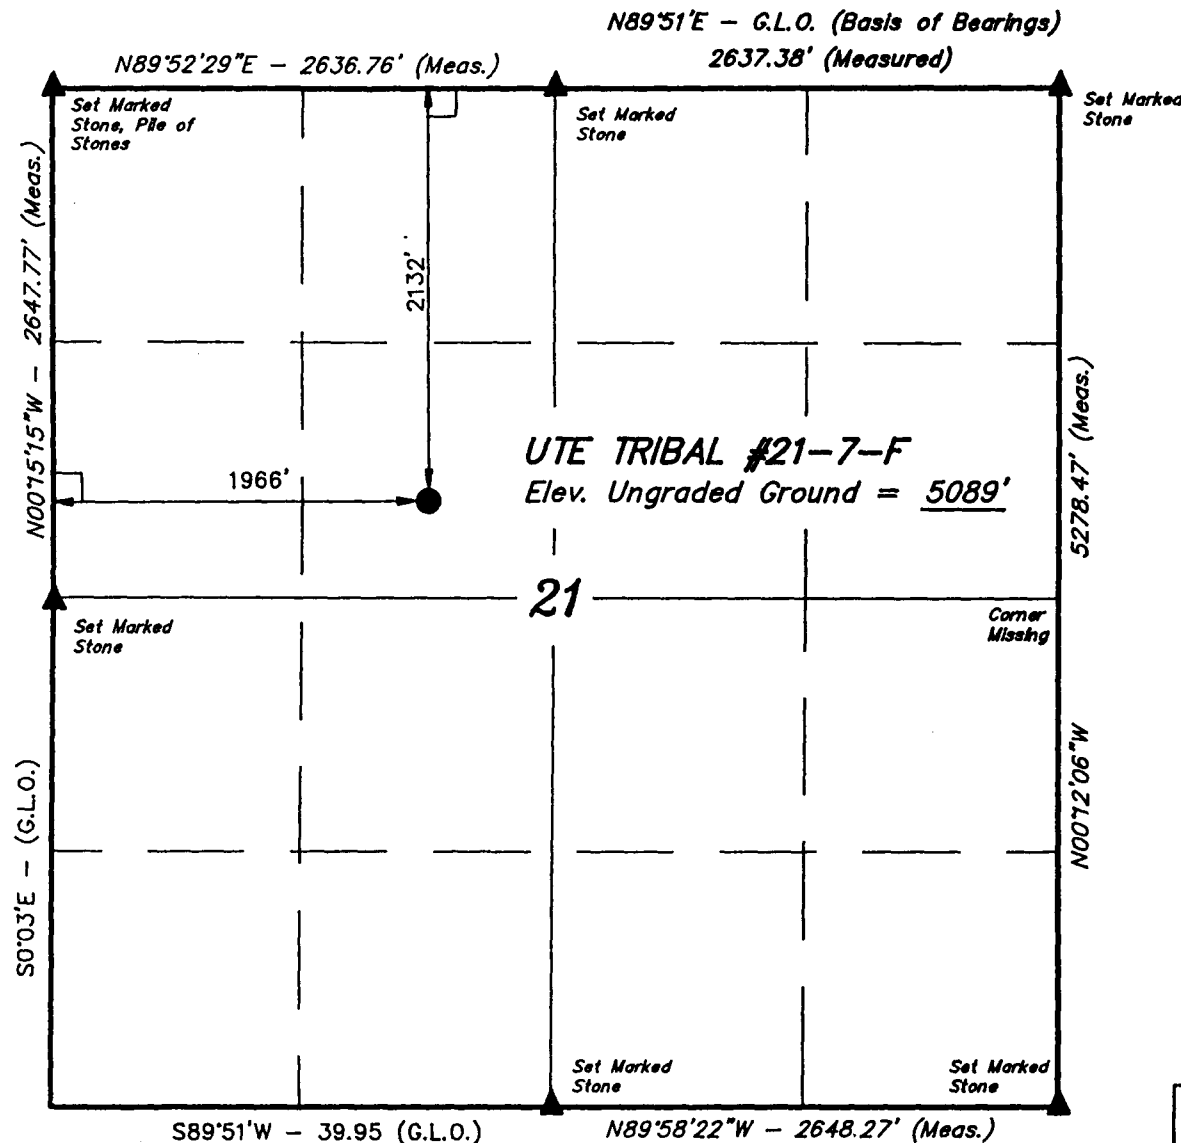 N89°51'E – G.L.O. (Basis of Bearings)
2637.38' (Measured)
N89°52'29"E – 2636.76' (Meas.)
Set Marked
Stone, Pile of
Stones
Set Marked
Stone
Set Marked
Stone
N00°15'15"W – 2647.77' (Meas.)
2132'
1966'
UTE TRIBAL #21-7-F
Elev. Ungraded Ground = 5089'
5278.47' (Meas.)
21
Set Marked
Stone
Corner
Missing
S0°03'E – (G.L.O.)
N00°12'06"W
Set Marked
Stone
Set Marked
Stone
S89°51'W – 39.95 (G.L.O.)
N89°58'22"W – 2648.27' (Meas.)